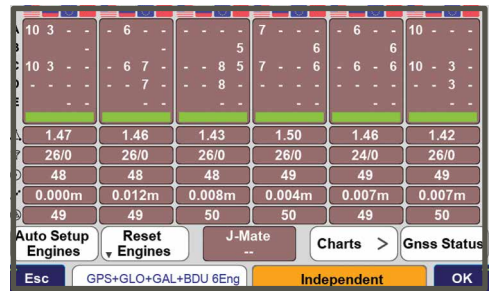 A 10 3 - - - 6 - - - - - - 7 - - - - 6 - - 10 - - -
- - 5 6 6 -
C 10 3 - - - 6 7 - - - 8 5 7 - - 6 - 6 - 6 10 - 3 -
- - - - - - 7 - - - 8 - - - - - - - - - - - 3 -
E - - - - - - - - - - - -
1.47 1.46 1.43 1.50 1.46 1.42
26/0 26/0 26/0 26/0 24/0 26/0
48 48 48 49 49 49
0.000m 0.012m 0.008m 0.004m 0.007m 0.007m
49 49 50 50 49 50
Auto Setup Engines
Reset Engines
J-Mate --
Charts >
Gnss Status
Esc GPS+GLO+GAL+BDU 6Eng Independent OK